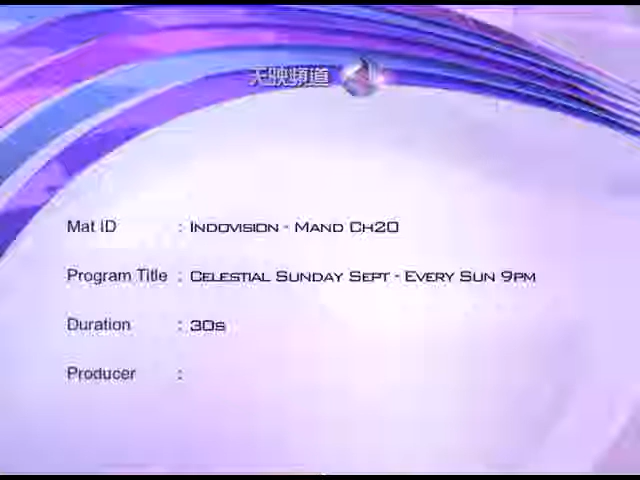 天映頻道
Mat ID : Indovision - Mand Ch20
Program Title : Celestial Sunday Sept - Every Sun 9pm
Duration : 30s
Producer :